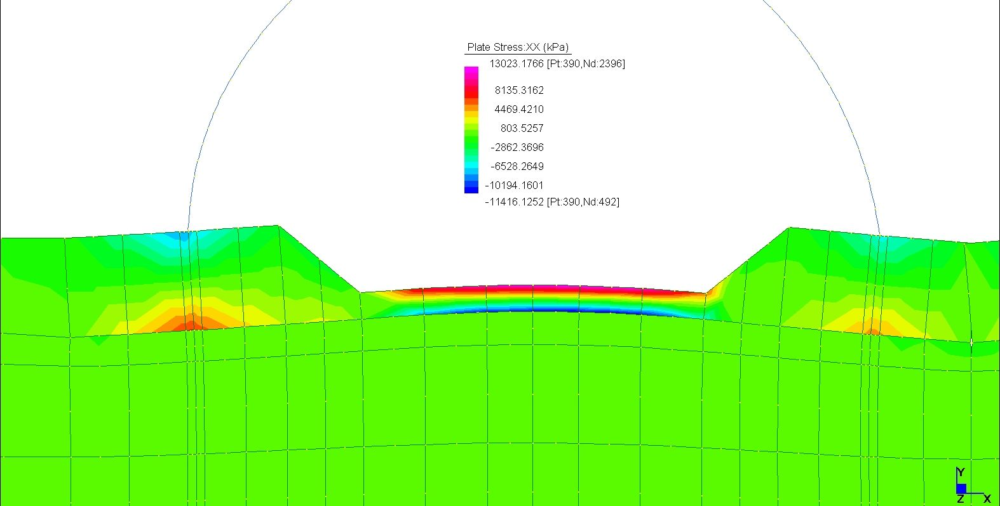 Plate Stress:XX (kPa)
13023.1766 [Pt:390,Nd:2396]
8135.3162
4469.4210
803.5257
-2862.3696
-6528.2649
-10194.1601
-11416.1252 [Pt:390,Nd:492]
Y
Z X